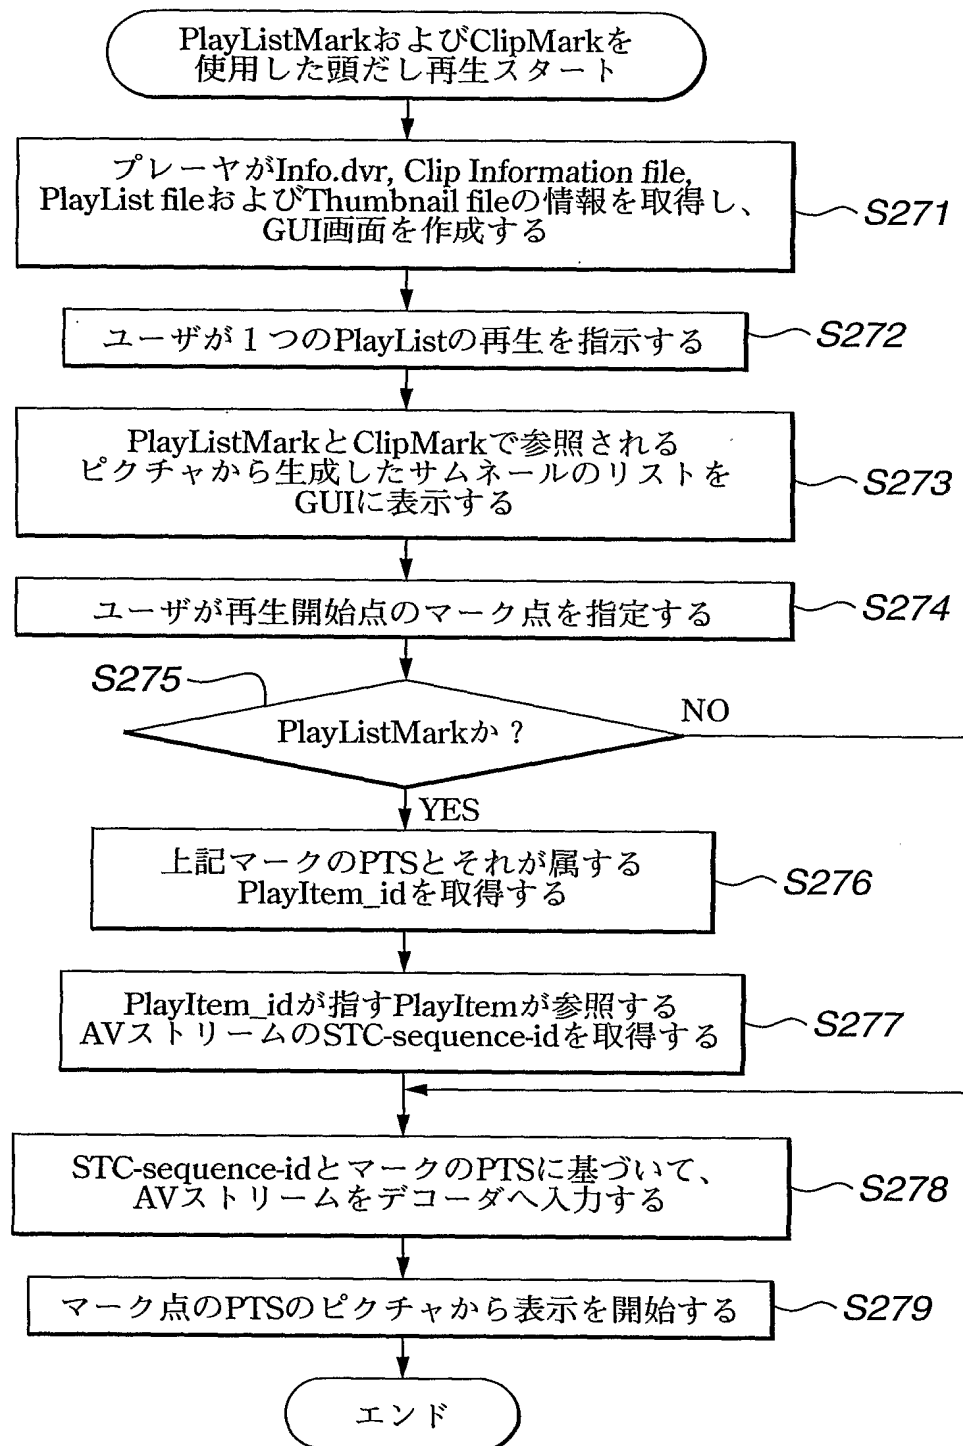 PlayListMarkおよびClipMarkを
使用した頭だし再生スタート
プレーヤがInfo.dvr, Clip Information file,
PlayList fileおよびThumbnail fileの情報を取得し、
GUI画面を作成する
S271
ユーザが1つのPlayListの再生を指示する
S272
PlayListMarkとClipMarkで参照される
ピクチャから生成したサムネールのリストを
GUIに表示する
S273
ユーザが再生開始点のマーク点を指定する
S274
S275
PlayListMarkか?
NO
YES
上記マークのPTSとそれが属する
PlayItem_idを取得する
S276
PlayItem_idが指すPlayItemが参照する
AVストリームのSTC-sequence-idを取得する
S277
STC-sequence-idとマークのPTSに基づいて、
AVストリームをデコーダへ入力する
S278
マーク点のPTSのピクチャから表示を開始する
S279
エンド